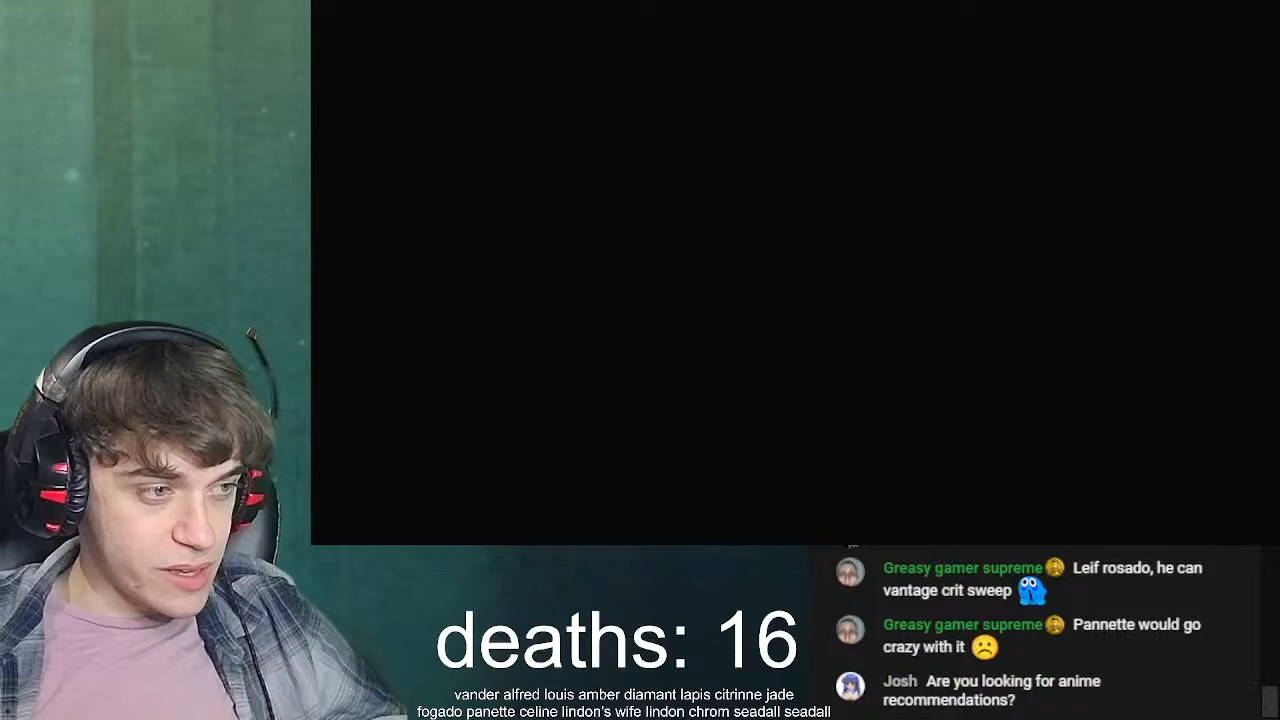 Greasy gamer supreme Leif rosado, he can
vantage crit sweep
Greasy gamer supreme Pannette would go
crazy with it
Josh Are you looking for anime
recommendations?
deaths: 16
vander alfred louis amber diamant lapis citrinne jade
fogado panette celine lindon's wife lindon chrom seadall seadall